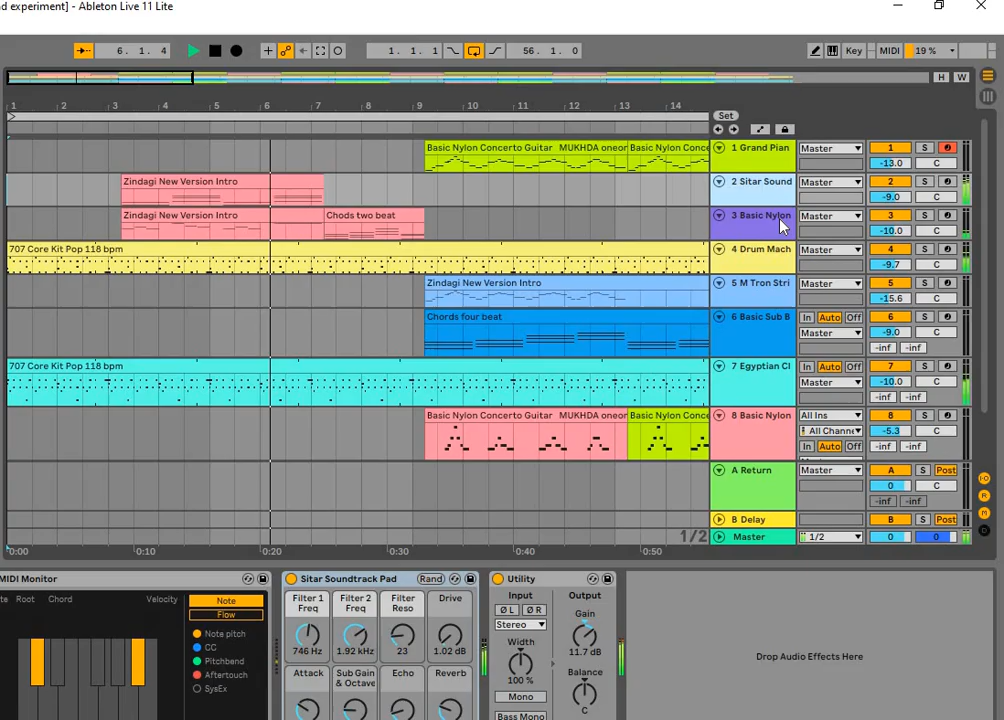 d experiment] - Ableton Live 11 Lite
6. 1. 4
1. 1. 1
56. 1. 0
Key
MIDI
19 %
H W
1 2 3 4 5 6 7 8 9 10 11 12 13 14
Set
Basic Nylon Concerto Guitar MUKHDA oneor
Basic Nylon Conc
1 Grand Pian
Master
1
S
-13.0
C
Zindagi New Version Intro
2 Sitar Sound
Master
2
S
-9.0
C
Zindagi New Version Intro
Chods two beat
3 Basic Nylon
Master
3
S
-10.0
C
707 Core Kit Pop 118 bpm
4 Drum Mach
Master
4
S
-9.7
C
Zindagi New Version Intro
5 M Tron Stri
Master
5
S
-15.6
C
Chords four beat
6 Basic Sub B
In Auto Off
Master
6
S
-9.0
C
-inf -inf
707 Core Kit Pop 118 bpm
7 Egyptian Cl
In Auto Off
Master
7
S
-10.0
C
-inf -inf
Basic Nylon Concerto Guitar MUKHDA oneor
Basic Nylon Conce
8 Basic Nylon
All Ins
All Channe
In Auto Off
8
S
-5.3
C
-inf -inf
A Return
Master
A
S
Post
0
C
-inf -inf
B Delay
B
S
Post
1/2
Master
1/2
0
0
0:00 0:10 0:20 0:30 0:40 0:50
MIDI Monitor
te Root Chord Velocity
Note
Flow
Note pitch
CC
Pitchbend
Aftertouch
SysEx
Sitar Soundtrack Pad
Rand
Filter 1 Freq
Filter 2 Freq
Filter Reso
Drive
746 Hz
1.92 kHz
23
1.02 dB
Attack
Sub Gain & Octave
Echo
Reverb
Utility
Input
Output
Ø L
Ø R
Gain
Stereo
Width
11.7 dB
100 %
Balance
Mono
C
Bass Mono
Drop Audio Effects Here